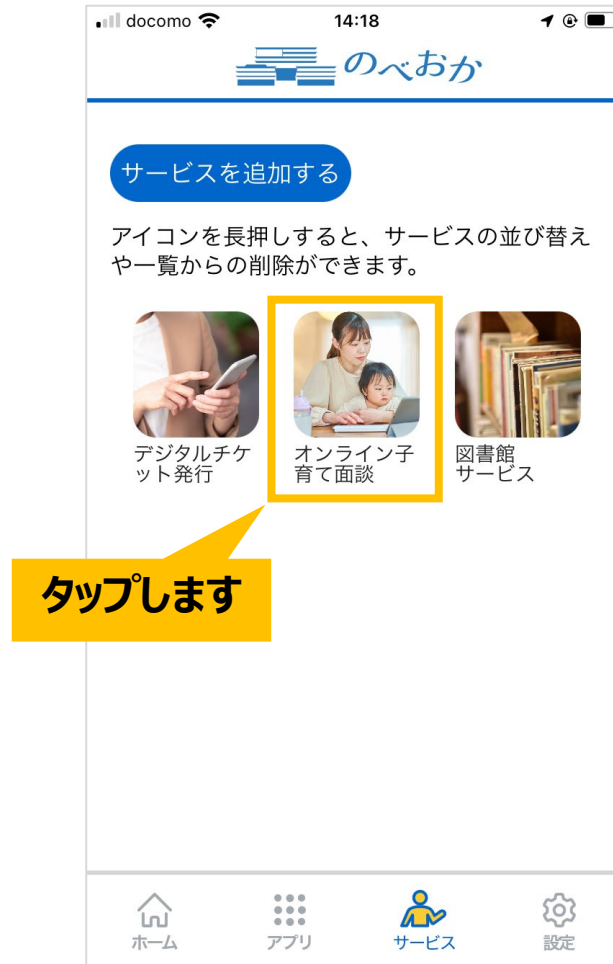 docomo
14:18
のべおか
サービスを追加する
アイコンを長押しすると、サービスの並び替え
や一覧からの削除ができます。
デジタルチケ
ット発行
オンライン子
育て面談
図書館
サービス
タップします
ホーム
アプリ
サービス
設定